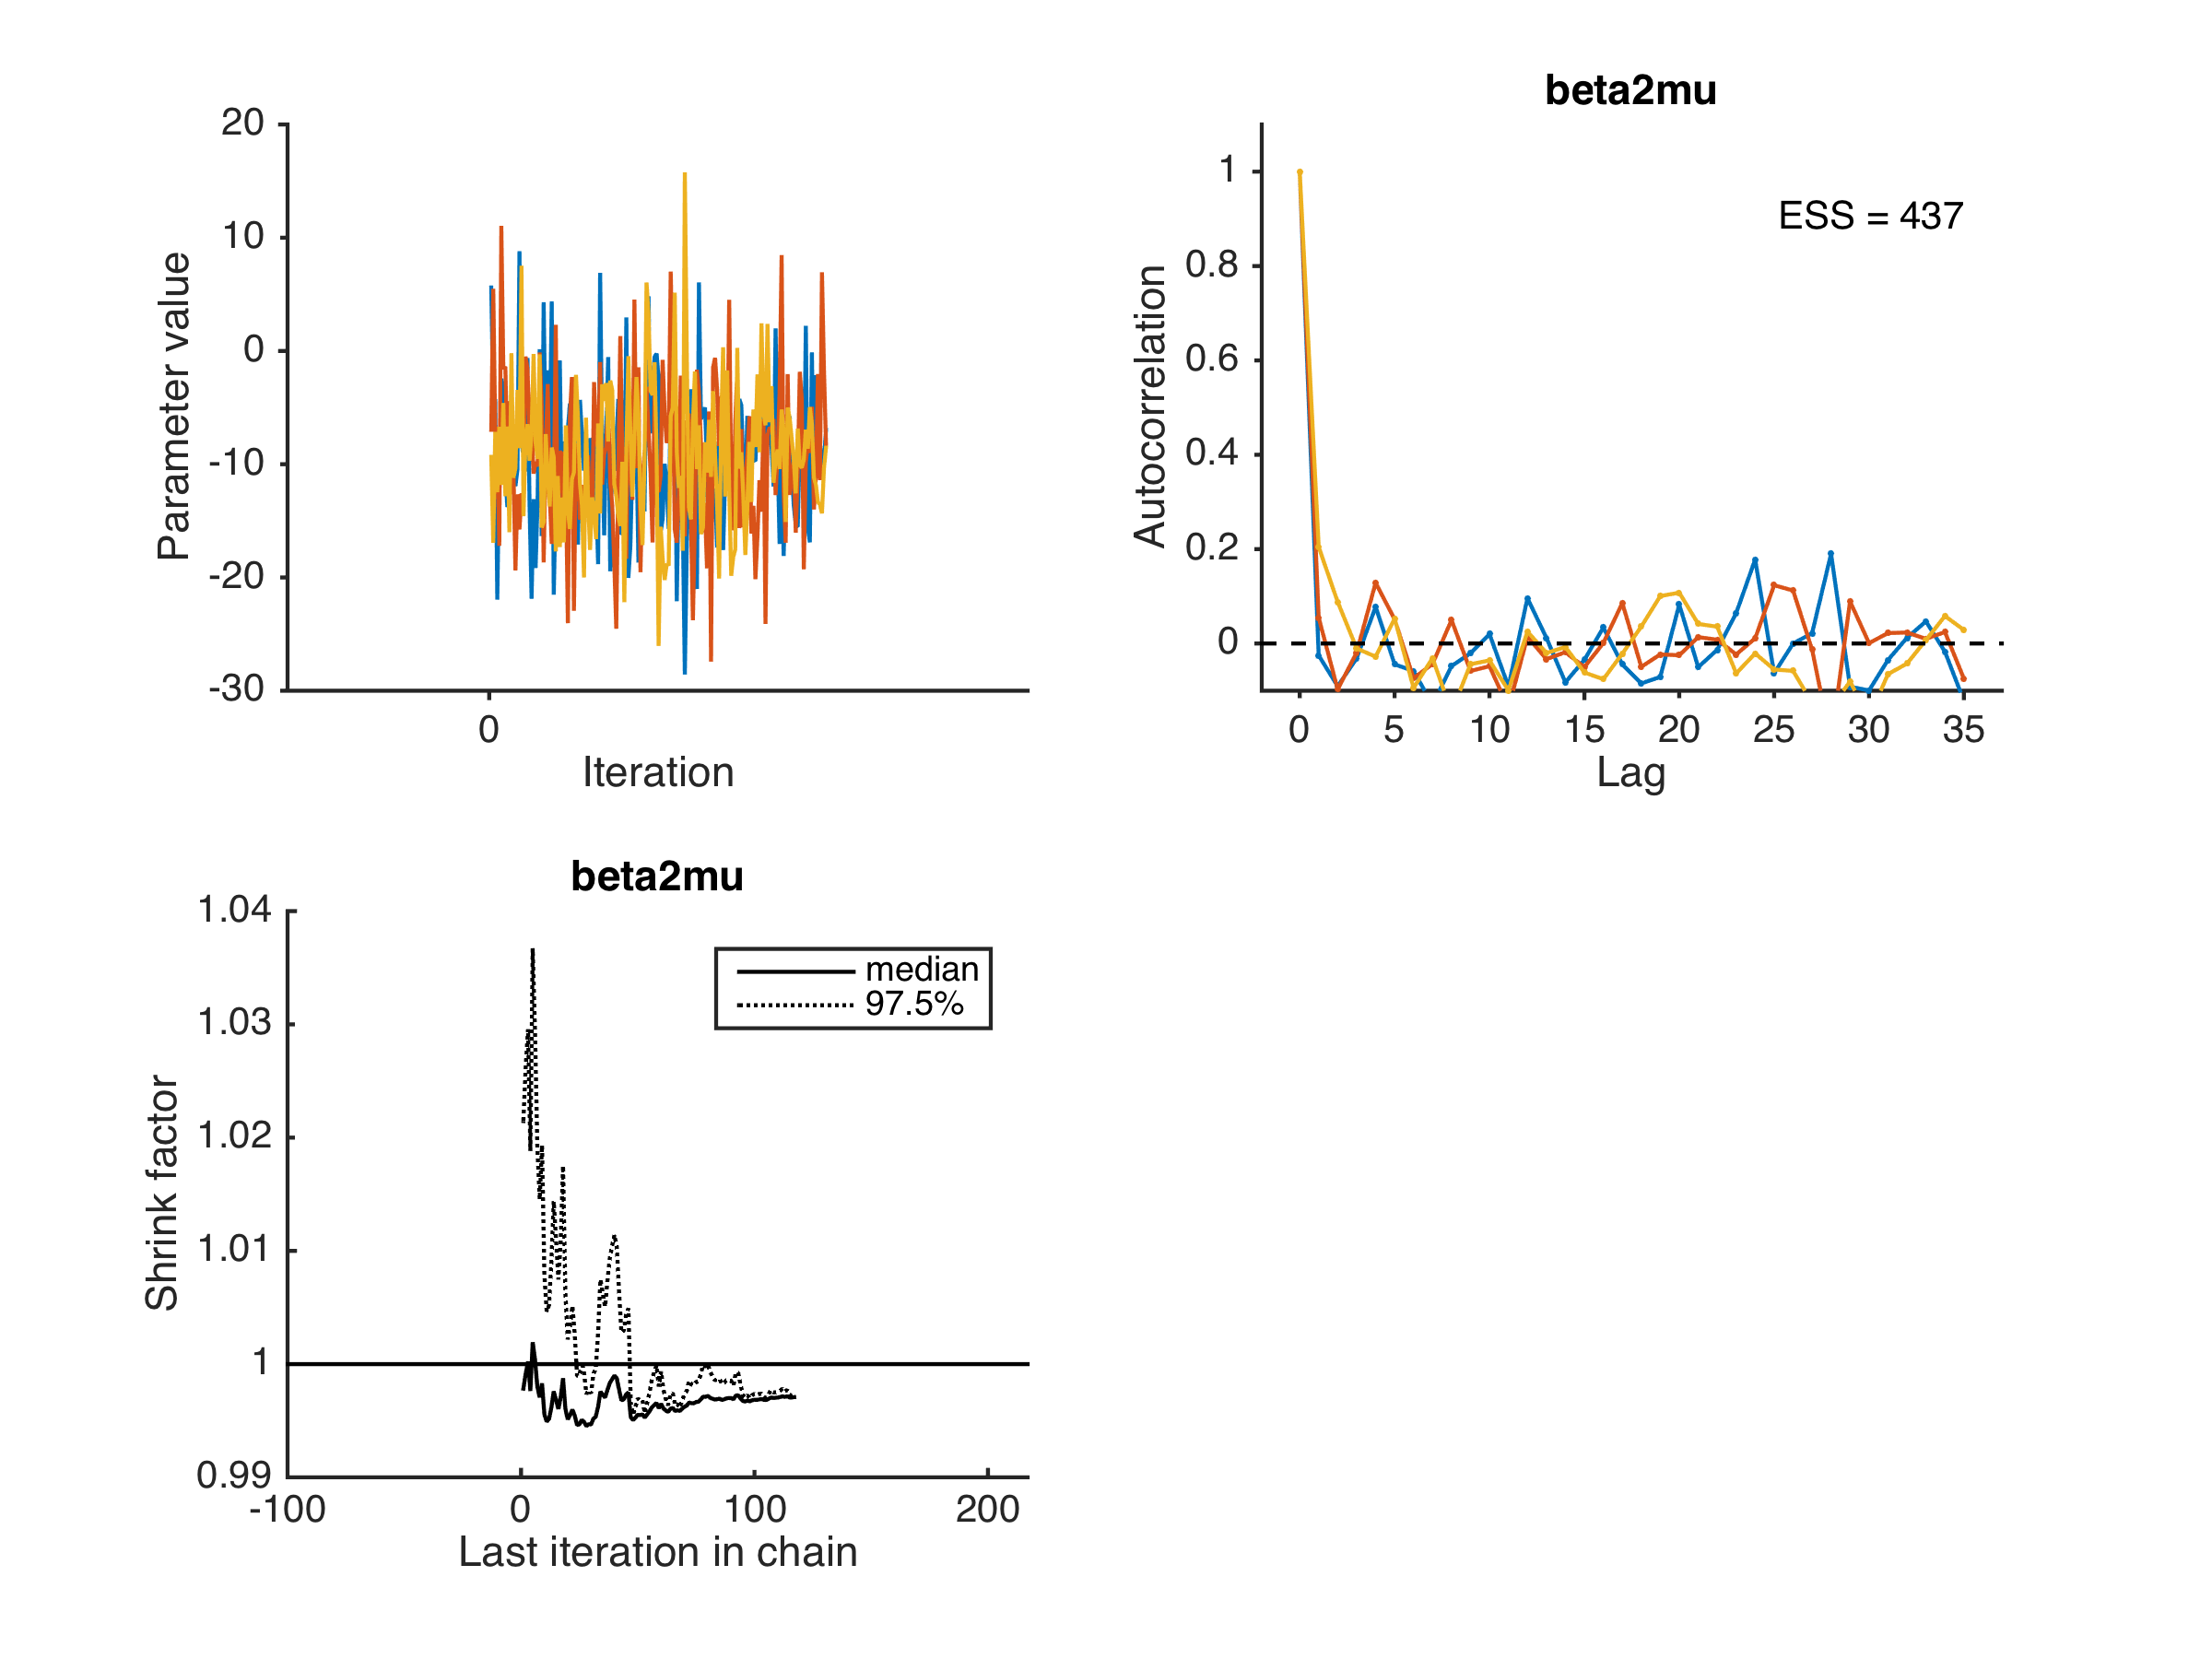 20
10
0
-10
-20
-30
Parameter value
0
Iteration
beta2mu
1
0.8
0.6
0.4
0.2
0
Autocorrelation
ESS = 437
0 5 10 15 20 25 30 35
Lag
beta2mu
1.04
1.03
1.02
1.01
1
0.99
Shrink factor
median
97.5%
-100 0 100 200
Last iteration in chain